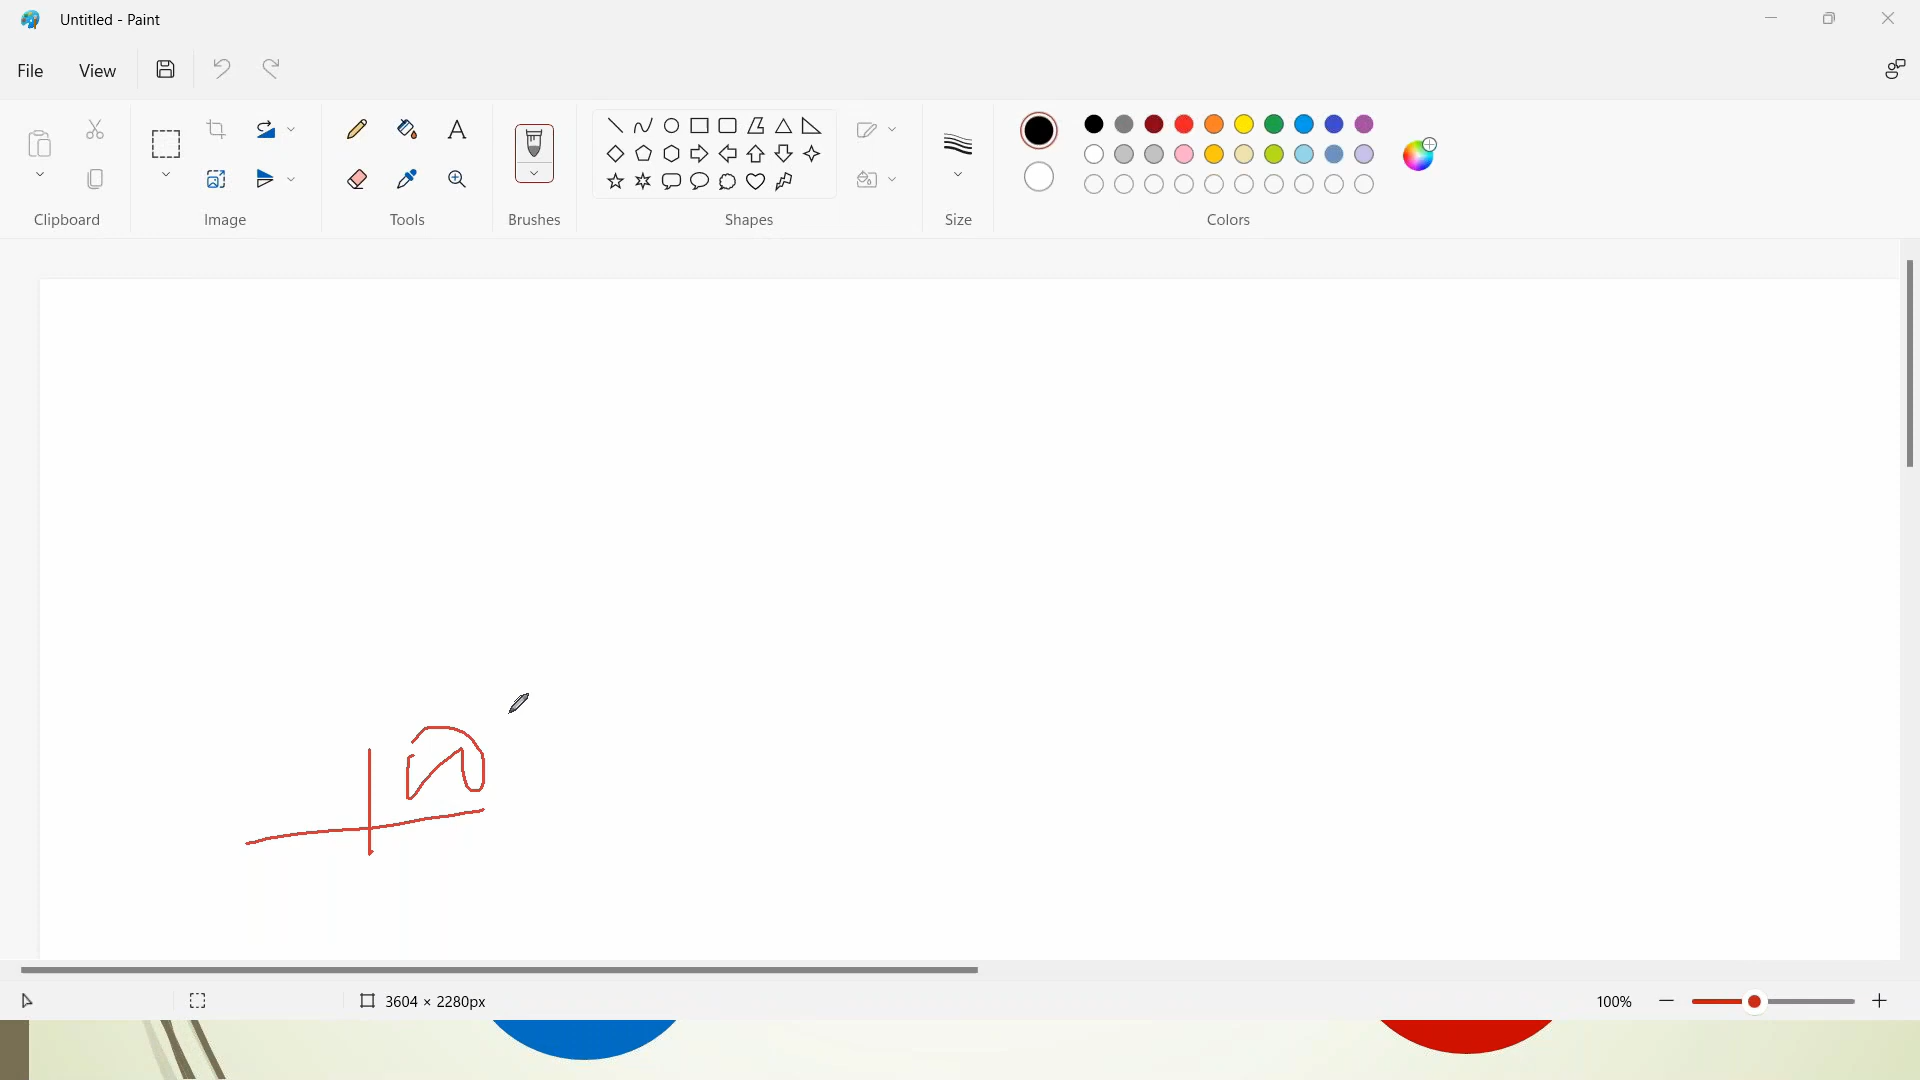 Untitled - Paint
File View
Clipboard Image Tools Brushes Shapes Size Colors
3604 × 2280px 100%